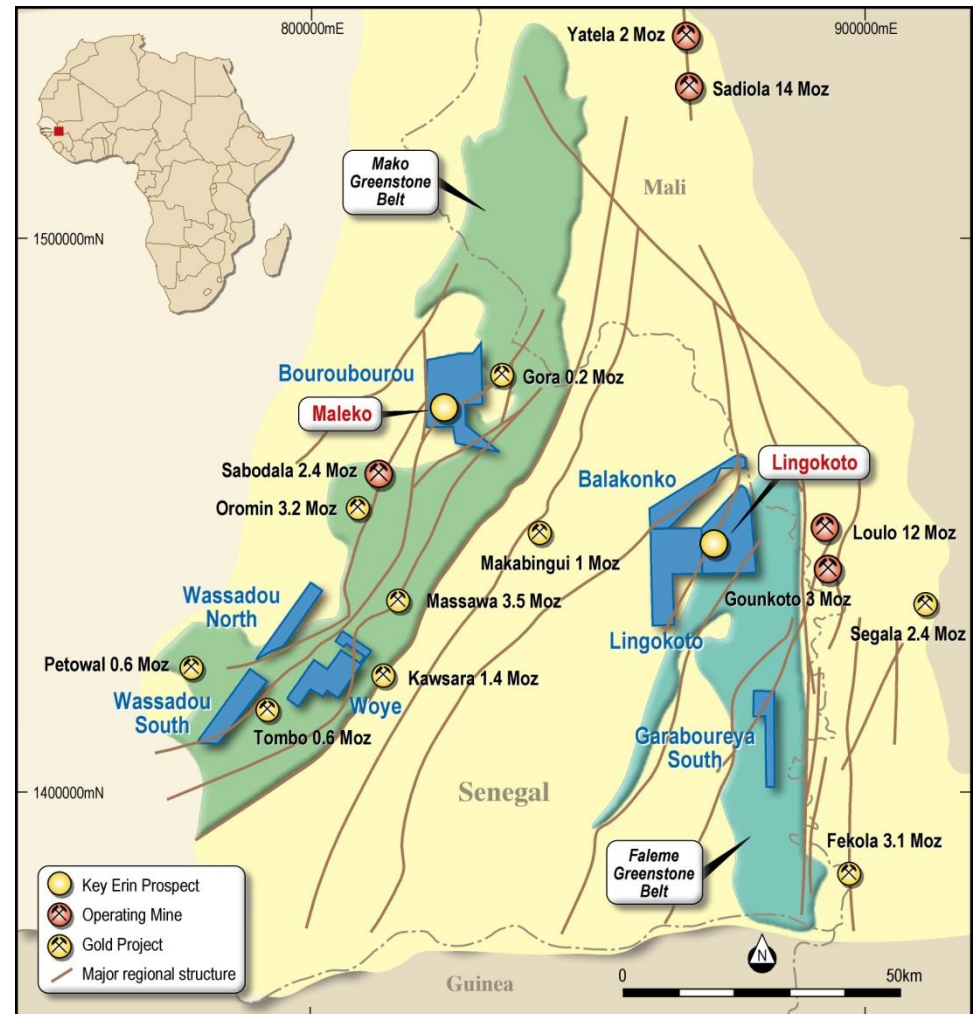 800000mE
900000mE
Yatela 2 Moz
Sadiola 14 Moz
Mako
Greenstone
Belt
Mali
1500000mN
Bouroubourou
Gora 0.2 Moz
Maleko
Sabodala 2.4 Moz
Oromin 3.2 Moz
Balakonko
Lingokoto
Makabingui 1 Moz
Loulo 12 Moz
Gounkoto 3 Moz
Segala 2.4 Moz
Wassadou
North
Massawa 3.5 Moz
Lingokoto
Petowal 0.6 Moz
Kawsara 1.4 Moz
Wassadou
South
Woye
Tombo 0.6 Moz
Garaboureya
South
Senegal
1400000mN
Faleme
Greenstone
Belt
Fekola 3.1 Moz
Key Erin Prospect
Operating Mine
Gold Project
Major regional structure
N
0
50km
Guinea